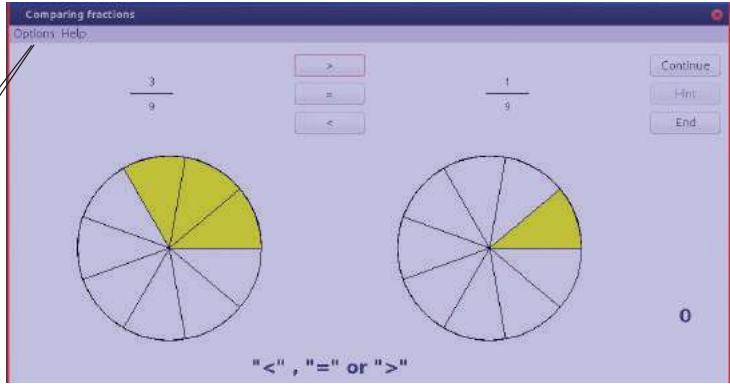 Comparing fractions
Options Help
3
9
>
=
<
1
9
Continue
Hint
End
0
"<" , "=" or ">"